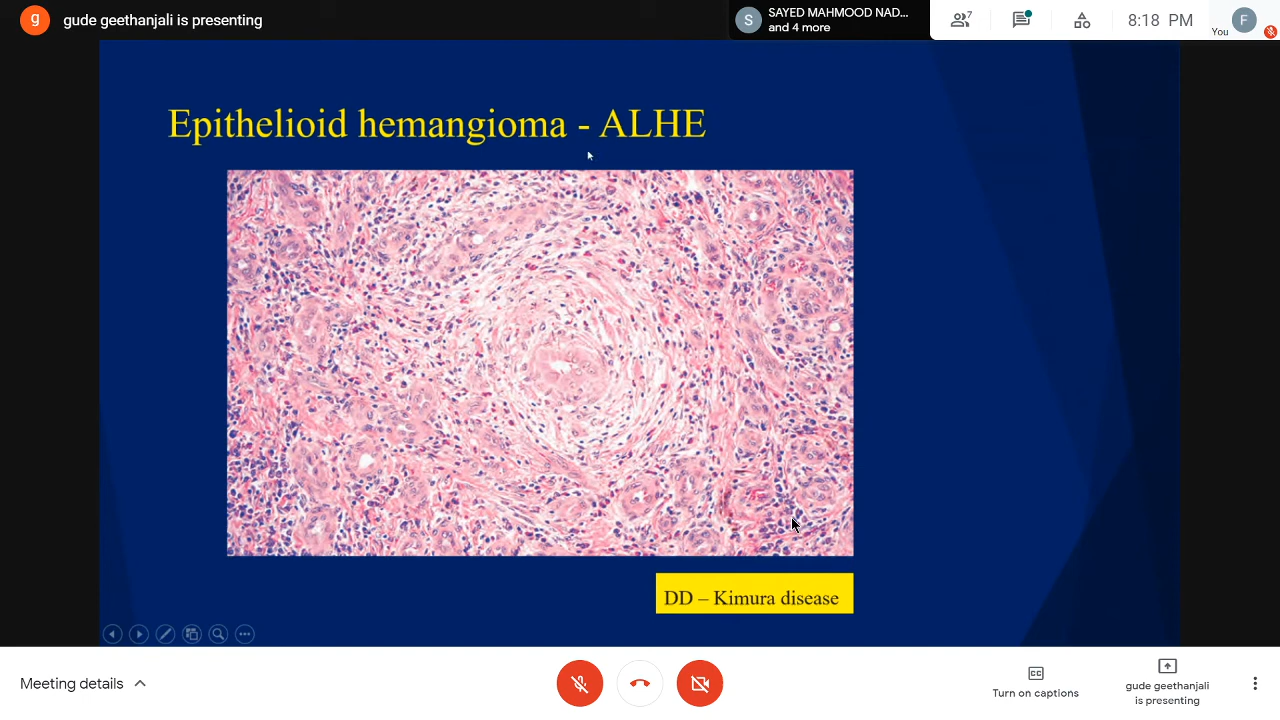 g
gude geethanjali is presenting
S
SAYED MAHMOOD NAD...
and 4 more
7
8:18 PM
You
F
Epithelioid hemangioma - ALHE
DD – Kimura disease
Meeting details
CC
Turn on captions
gude geethanjali
is presenting